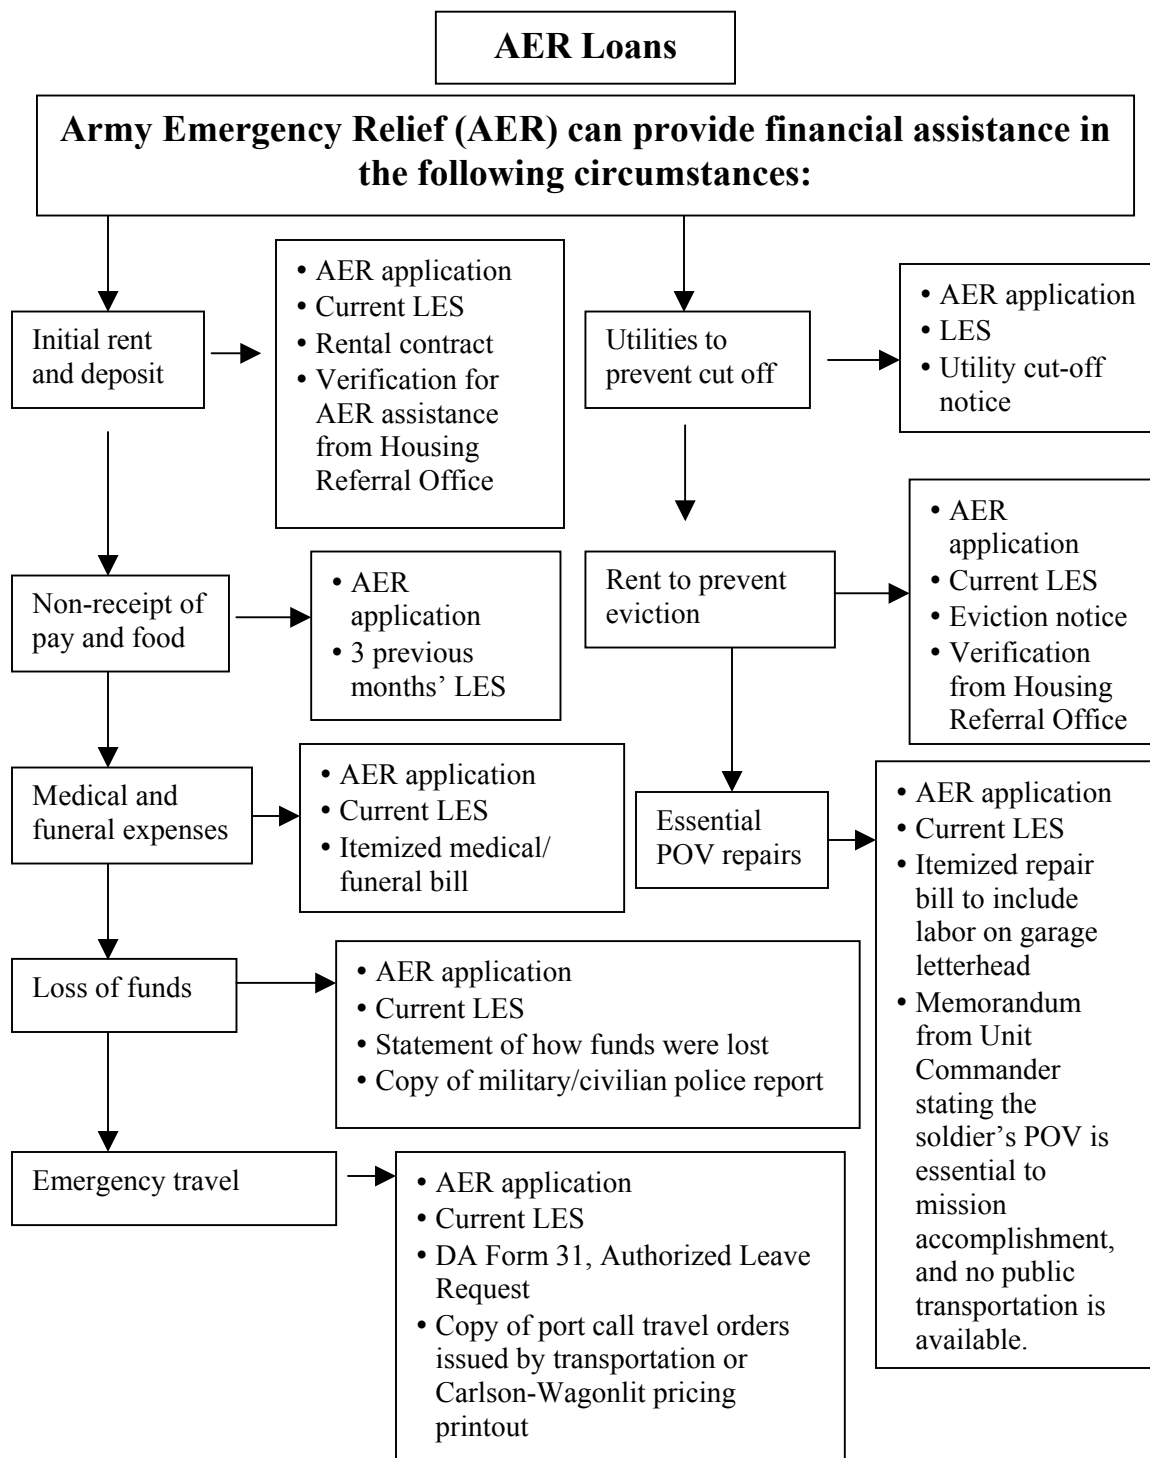 AER Loans
Army Emergency Relief (AER) can provide financial assistance in
the following circumstances:
Initial rent
and deposit
• AER application
• Current LES
• Rental contract
• Verification for
AER assistance
from Housing
Referral Office
Utilities to
prevent cut off
• AER application
• LES
• Utility cut-off
notice
Non-receipt of
pay and food
• AER
application
• 3 previous
months’ LES
Rent to prevent
eviction
• AER
application
• Current LES
• Eviction notice
• Verification
from Housing
Referral Office
Medical and
funeral expenses
• AER application
• Current LES
• Itemized medical/
funeral bill
Essential
POV repairs
• AER application
• Current LES
• Itemized repair
bill to include
labor on garage
letterhead
• Memorandum
from Unit
Commander
stating the
soldier’s POV is
essential to
mission
accomplishment,
and no public
transportation is
available.
Loss of funds
• AER application
• Current LES
• Statement of how funds were lost
• Copy of military/civilian police report
Emergency travel
• AER application
• Current LES
• DA Form 31, Authorized Leave
Request
• Copy of port call travel orders
issued by transportation or
Carlson-Wagonlit pricing
printout